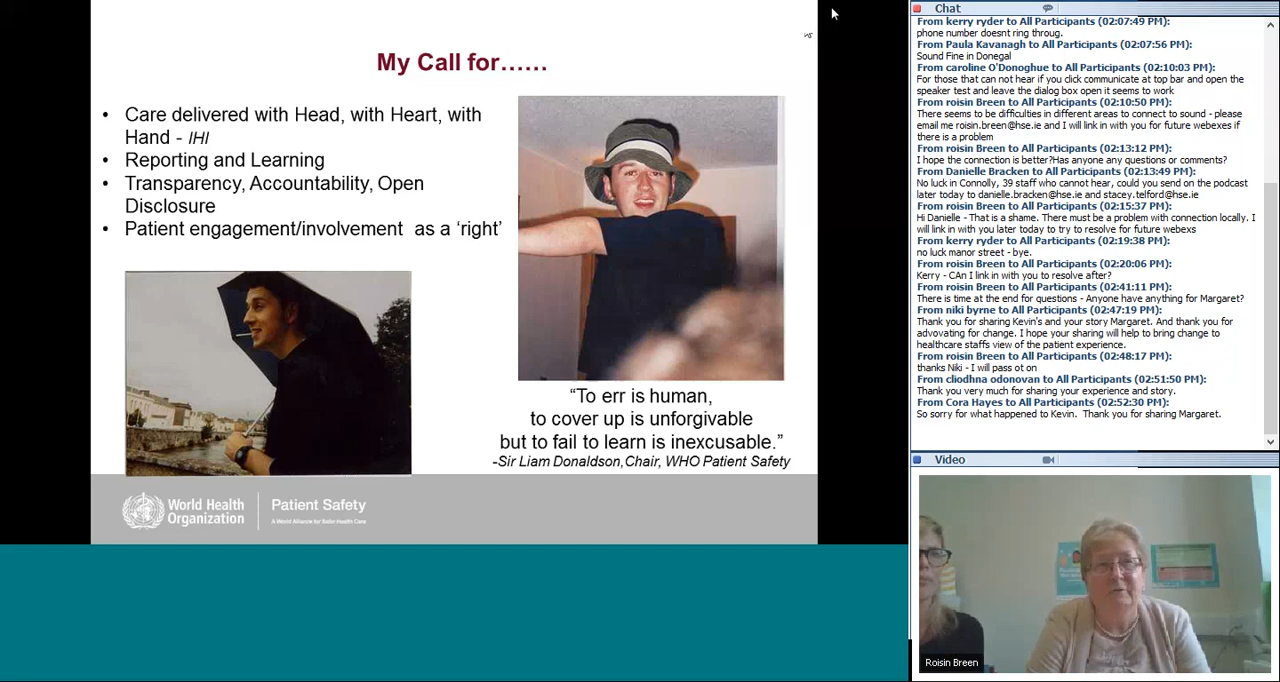 My Call for……
• Care delivered with Head, with Heart, with
Hand - IHI
• Reporting and Learning
• Transparency, Accountability, Open
Disclosure
• Patient engagement/involvement as a ‘right’
“To err is human,
to cover up is unforgivable
but to fail to learn is inexcusable.”
-Sir Liam Donaldson,Chair, WHO Patient Safety
World Health
Organization
Patient Safety
A World Alliance for Safer Health Care
Chat
From kerry ryder to All Participants (02:07:49 PM):
phone number doesnt ring throug.
From Paula Kavanagh to All Participants (02:07:56 PM):
Sound Fine in Donegal
From caroline O'Donoghue to All Participants (02:10:03 PM):
For those that can not hear if you click communicate at top bar and open the
speaker test and leave the dialog box open it seems to work
From roisin Breen to All Participants (02:10:50 PM):
There seems to be difficulties in different areas to connect to sound - please
email me roisin.breen@hse.ie and I will link in with you for future webexes if
there is a problem
From roisin Breen to All Participants (02:13:12 PM):
I hope the connection is better?Has anyone any questions or comments?
From Danielle Bracken to All Participants (02:13:49 PM):
No luck in Connolly, 39 staff who cannot hear, could you send on the podcast
later today to danielle.bracken@hse.ie and stacey.telford@hse.ie
From roisin Breen to All Participants (02:15:37 PM):
Hi Danielle - That is a shame. There must be a problem with connection locally. I
will link in with you later today to try to resolve for future webexs
From kerry ryder to All Participants (02:19:38 PM):
no luck manor street - bye.
From roisin Breen to All Participants (02:20:06 PM):
Kerry - CAn I link in with you to resolve after?
From roisin Breen to All Participants (02:41:11 PM):
There is time at the end for questions - Anyone have anything for Margaret?
From niki byrne to All Participants (02:47:19 PM):
Thank you for sharing Kevin's and your story Margaret. And thank you for
advovating for change. I hope your sharing will help to bring change to
healthcare staffs view of the patient experience.
From roisin Breen to All Participants (02:48:17 PM):
thanks Niki - I will pass ot on
From cliodhna odonovan to All Participants (02:51:50 PM):
Thank you very much for sharing your experience and story.
From Cora Hayes to All Participants (02:52:30 PM):
So sorry for what happened to Kevin. Thank you for sharing Margaret.
Video
Roisin Breen